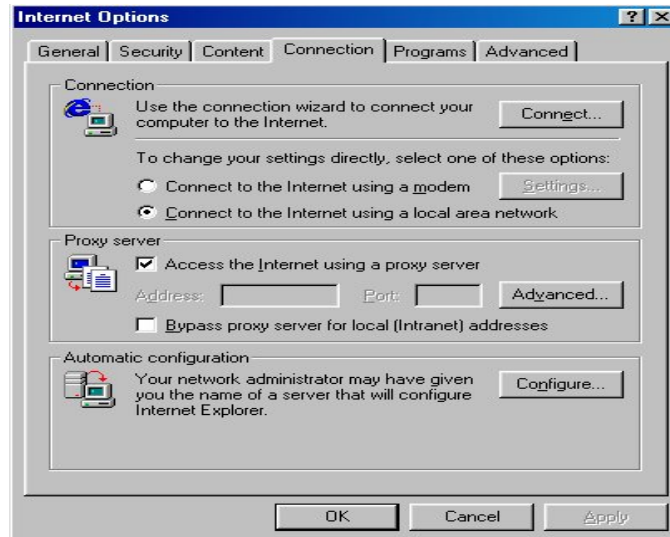 Internet Options
General Security Content Connection Programs Advanced
Connection
Use the connection wizard to connect your
computer to the Internet.
Connect...
To change your settings directly, select one of these options:
Connect to the Internet using a modem
Settings...
Connect to the Internet using a local area network
Proxy server
Access the Internet using a proxy server
Address: Port: Advanced...
Bypass proxy server for local (Intranet) addresses
Automatic configuration
Your network administrator may have given
you the name of a server that will configure
Internet Explorer.
Configure...
OK Cancel Apply